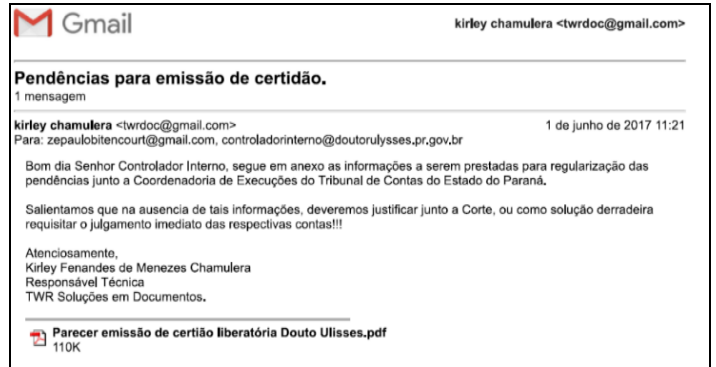 Gmail
kirley chamulera <twrdoc@gmail.com>
Pendências para emissão de certidão.
1 mensagem
kirley chamulera <twrdoc@gmail.com>
1 de junho de 2017 11:21
Para: zepaulobitencourt@gmail.com, controladorinterno@doutorulysses.pr.gov.br
Bom dia Senhor Controlador Interno, segue em anexo as informações a serem prestadas para regularização das
pendências junto a Coordenadoria de Execuções do Tribunal de Contas do Estado do Paraná.
Salientamos que na ausencia de tais informações, deveremos justificar junto a Corte, ou como solução derradeira
requisitar o julgamento imediato das respectivas contas!!!
Atenciosamente,
Kirley Fenandes de Menezes Chamulera
Responsável Técnica
TWR Soluções em Documentos.
Parecer emissão de certião liberatória Douto Ulisses.pdf
110K